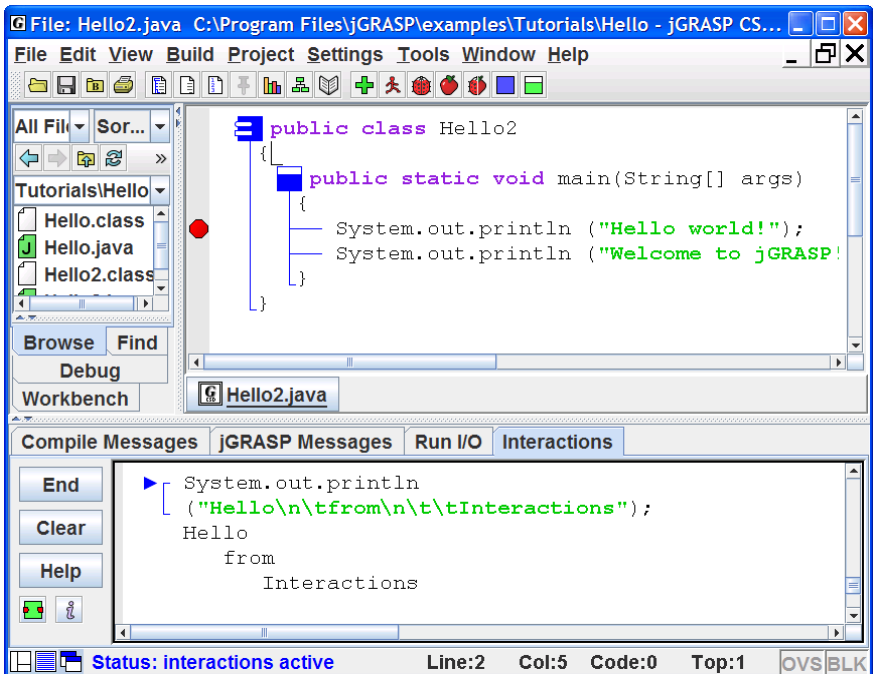 File: Hello2.java C:\Program Files\jGRASP\examples\Tutorials\Hello - jGRASP CS...
File Edit View Build Project Settings Tools Window Help
All Fil Sor...
»
Tutorials\Hello
Hello.class
Hello.java
Hello2.class
Browse Find
Debug
Workbench
public class Hello2
{
public static void main(String[] args)
{
System.out.println ("Hello world!");
System.out.println ("Welcome to jGRASP!
}
}
Hello2.java
Compile Messages jGRASP Messages Run I/O Interactions
End
Clear
Help
System.out.println
("Hello\n\tfrom\n\t\tInteractions");
Hello
from
Interactions
Status: interactions active Line:2 Col:5 Code:0 Top:1 OVS BLK